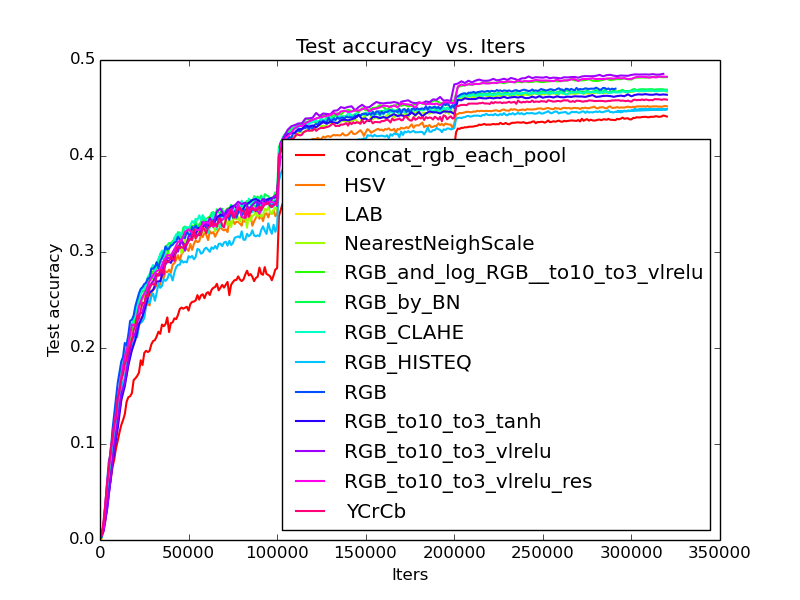 Test accuracy  vs. Iters
Test accuracy
0.5
0.4
0.3
0.2
0.1
0.0
concat_rgb_each_pool
HSV
LAB
NearestNeighScale
RGB_and_log_RGB__to10_to3_vlrelu
RGB_by_BN
RGB_CLAHE
RGB_HISTEQ
RGB
RGB_to10_to3_tanh
RGB_to10_to3_vlrelu
RGB_to10_to3_vlrelu_res
YCrCb
0 50000 100000 150000 200000 250000 300000 350000
Iters